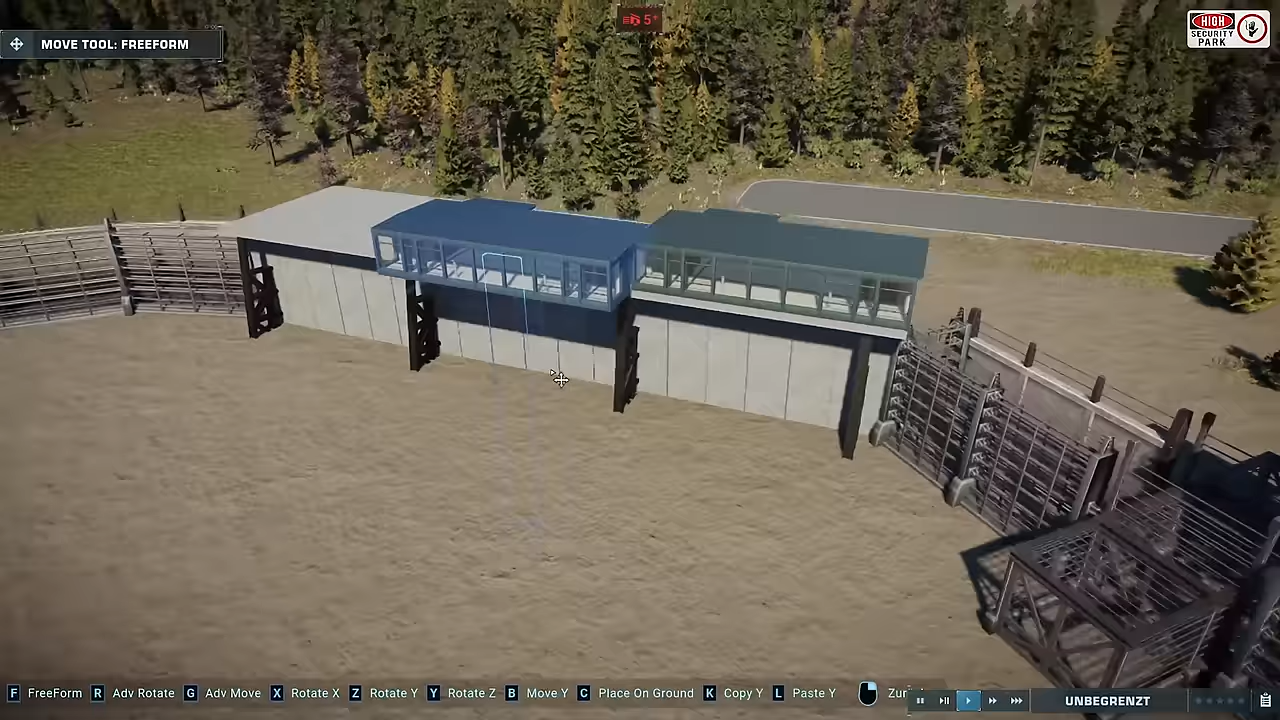 MOVE TOOL: FREEFORM
5+
HIGH
SECURITY
PARK
F FreeForm R Adv Rotate G Adv Move X Rotate X Z Rotate Y Y Rotate Z B Move Y C Place On Ground K Copy Y L Paste Y
UNBEGRENZT